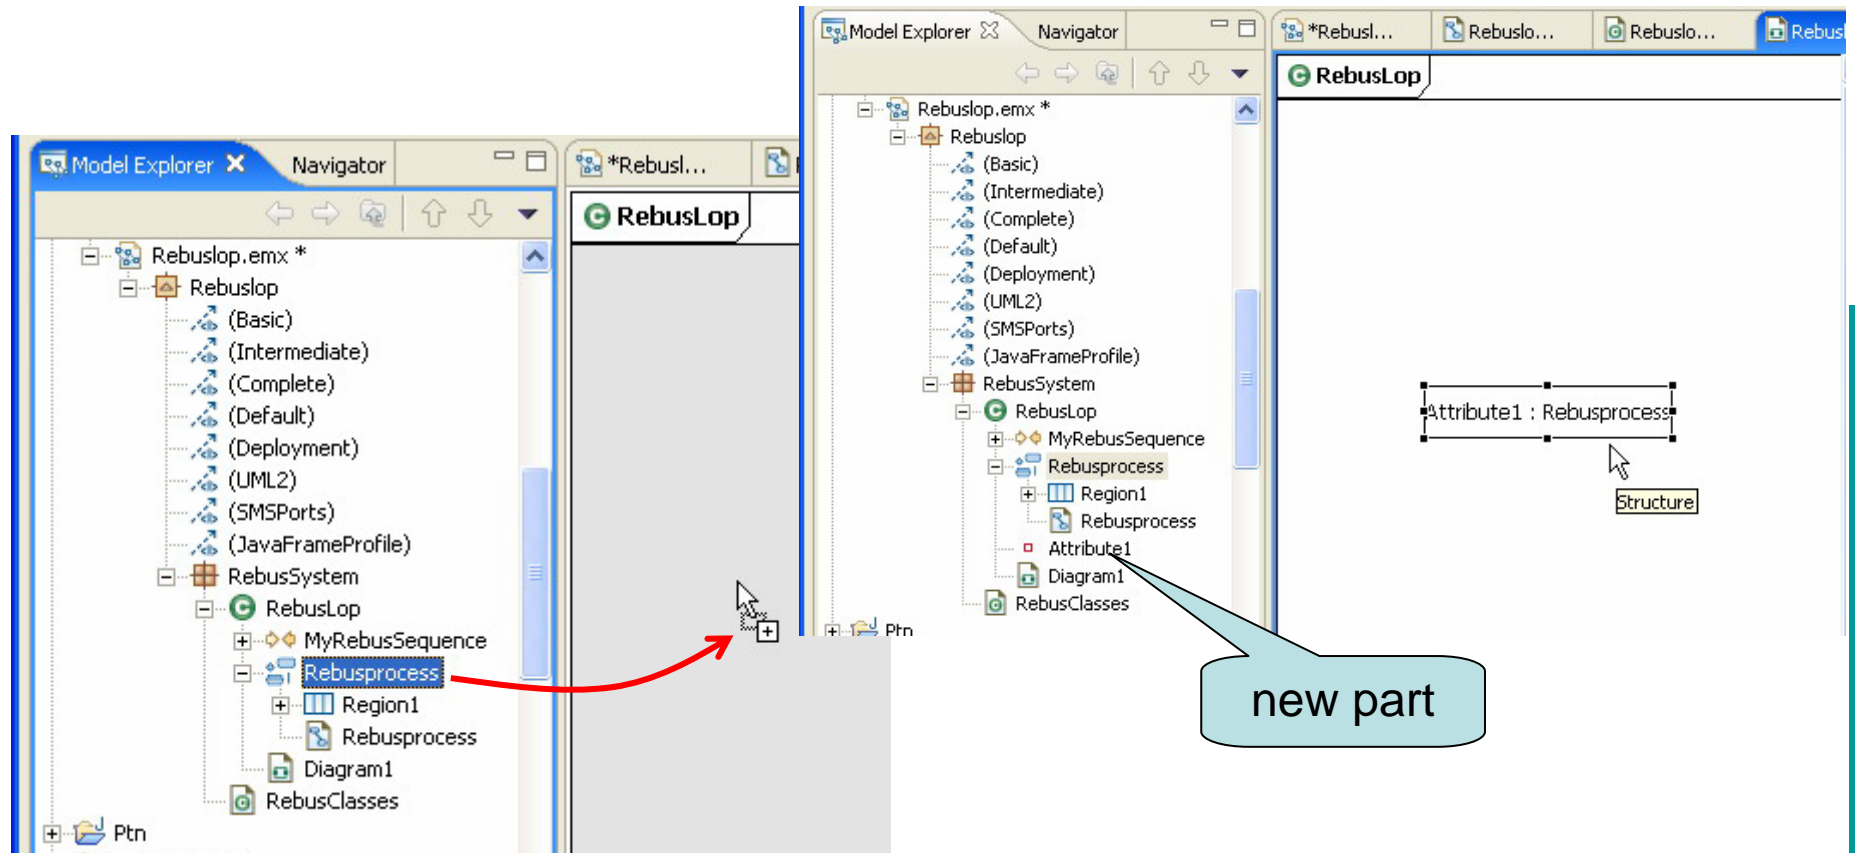 Model Explorer
Navigator
*Rebusl...
RebusLop
Rebuslop.emx *
Rebuslop
(Basic)
(Intermediate)
(Complete)
(Default)
(Deployment)
(UML2)
(SMSPorts)
(JavaFrameProfile)
RebusSystem
RebusLop
MyRebusSequence
Rebusprocess
Region1
Rebusprocess
Diagram1
RebusClasses
Ptn
Model Explorer
Navigator
*Rebusl...
Rebuslo...
Rebuslo...
Rebus
RebusLop
Rebuslop.emx *
Rebuslop
(Basic)
(Intermediate)
(Complete)
(Default)
(Deployment)
(UML2)
(SMSPorts)
(JavaFrameProfile)
RebusSystem
RebusLop
MyRebusSequence
Rebusprocess
Region1
Rebusprocess
Attribute1
Diagram1
RebusClasses
Ptn
Attribute1 : Rebusprocess
Structure
new part